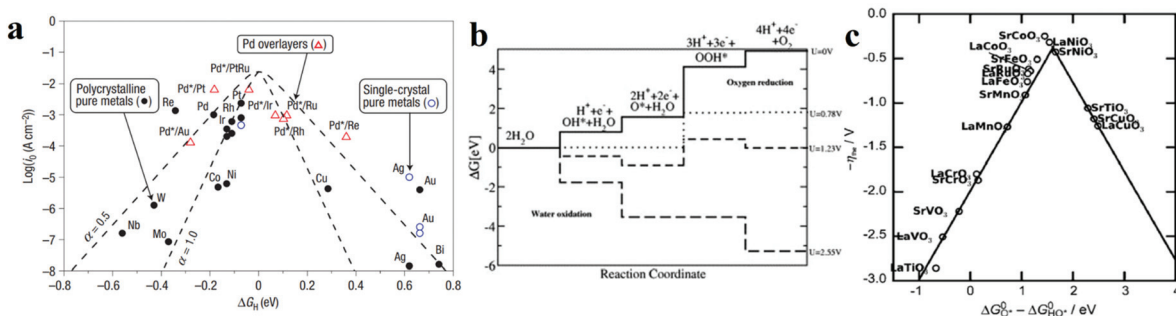 a
Log(i₀ (A cm⁻²))
−1
−2
−3
−4
−5
−6
−7
−8
−0.8
−0.6
−0.4
−0.2
0
0.2
0.4
0.6
0.8
ΔG_H (eV)
Pd overlayers (△)
Polycrystalline
pure metals (●)
Single-crystal
pure metals (○)
Pd*/PtRu
Pd*/Pt
Pt
Re
Pd
Rh
Pd*/Ir
Pd*/Ru
Ir
Pd*/Rh
Pd*/Re
Pd*/Au
Co
Ni
Cu
Ag
Au
W
Nb
Mo
Au
Ag
Bi
α = 0.5
α = 1.0
b
ΔG[eV]
6
4
2
0
-2
-4
-6
2H₂O
H⁺+e⁻+
OH*+H₂O
2H⁺+2e⁻+
O*+H₂O
3H⁺+3e⁻+
OOH*
4H⁺+4e⁻
+O₂
U=0V
Oxygen reduction
U=0.78V
U=1.23V
Water oxidation
U=2.55V
Reaction Coordinate
c
0.0
-0.5
-1.0
-1.5
-2.0
-2.5
-3.0
-1
0
1
2
3
4
ΔG⁰O* − ΔG⁰HO* / eV
SrCoO₃
LaCoO₃
LaNiO₃
SrNiO₃
SrFeO₃
LaFeO₃
SrMnO
LaMnO
SrTiO₃
SrCuO
LaCuO₃
LaCrO₃
SrCrO₃
SrVO₃
LaVO₃
LaTiO₃